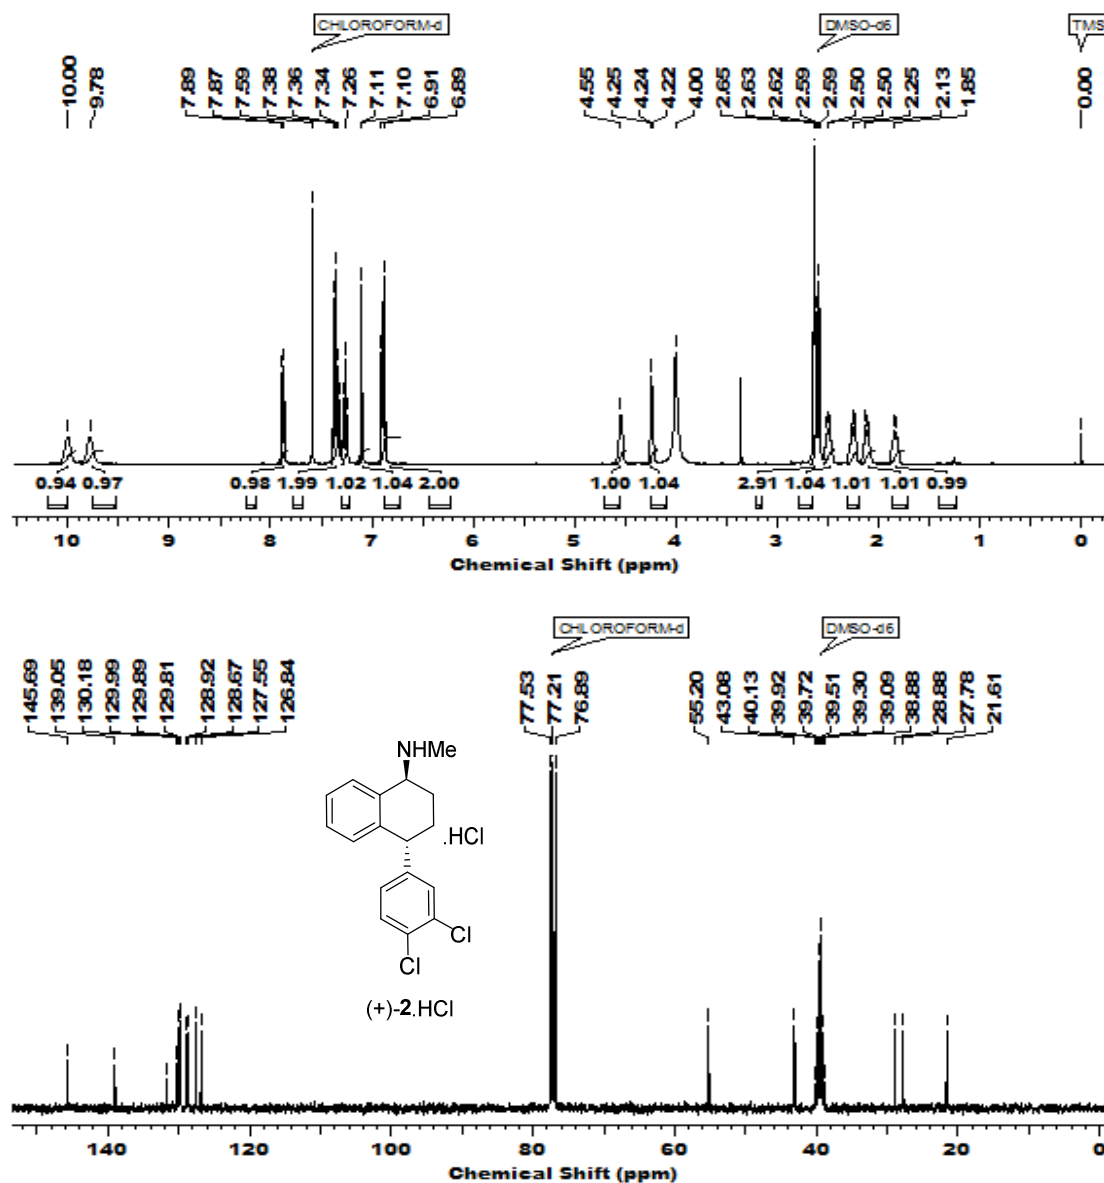 CHLOROFORM-d DMSO-d6 TMS
10.00 9.78 7.89 7.87 7.59 7.38 7.36 7.34 7.26 7.11 7.10 6.91 6.89 4.55 4.25 4.24 4.22 4.00 2.65 2.63 2.62 2.59 2.59 2.50 2.50 2.25 2.13 1.85 0.00
0.94 0.97 0.98 1.99 1.02 1.04 2.00 1.00 1.04 2.91 1.04 1.01 1.01 0.99
10 9 8 7 6 5 4 3 2 1 0
Chemical Shift (ppm)
CHLOROFORM-d DMSO-d6
145.69 139.05 130.18 129.99 129.89 129.81 128.92 128.67 127.55 126.84 77.53 77.21 76.89 55.20 43.08 40.13 39.92 39.72 39.51 39.30 39.09 38.88 28.88 27.78 21.61
NHMe
.HCl
Cl
Cl
(+)-2.HCl
140 120 100 80 60 40 20 0
Chemical Shift (ppm)